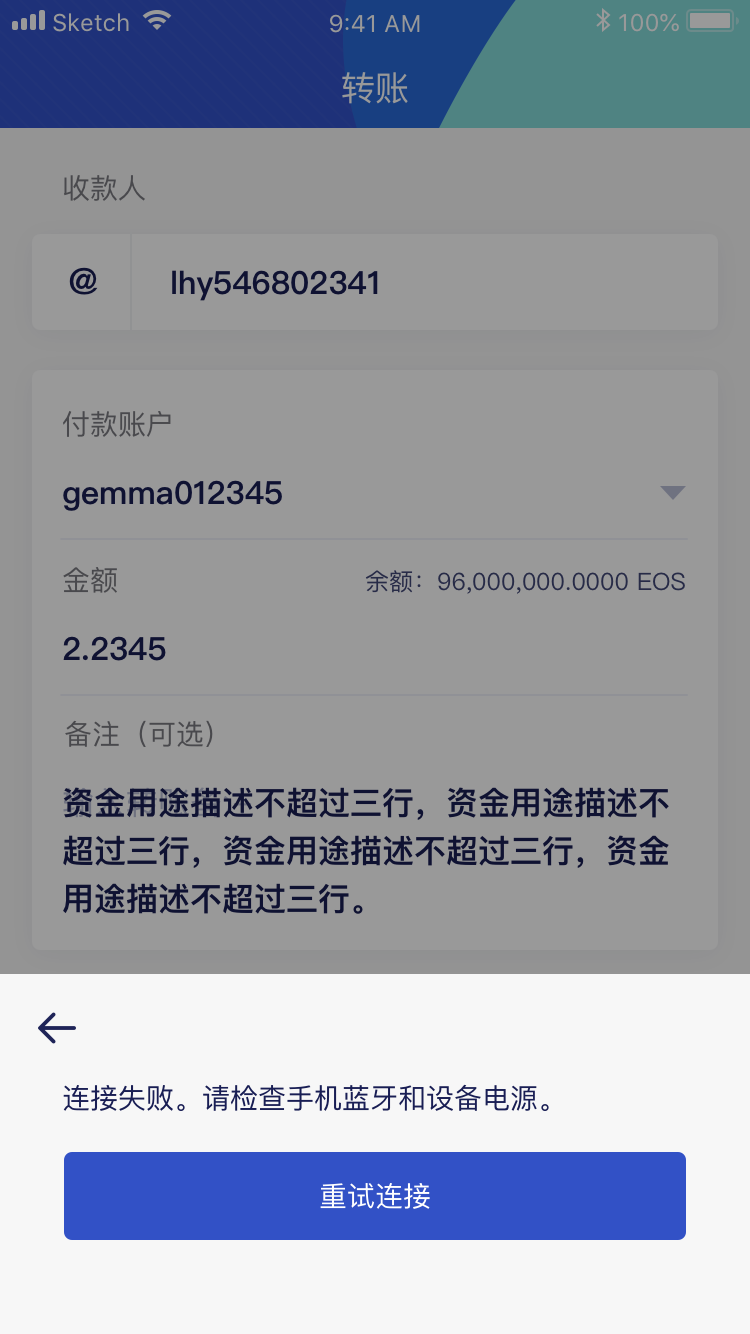 Sketch 9:41 AM 100%
转账
收款人
@ lhy546802341
付款账户
gemma012345
金额 余额：96,000,000.0000 EOS
2.2345
备注（可选）
资金用途描述不超过三行，资金用途描述不
超过三行，资金用途描述不超过三行，资金
用途描述不超过三行。
连接失败。请检查手机蓝牙和设备电源。
重试连接